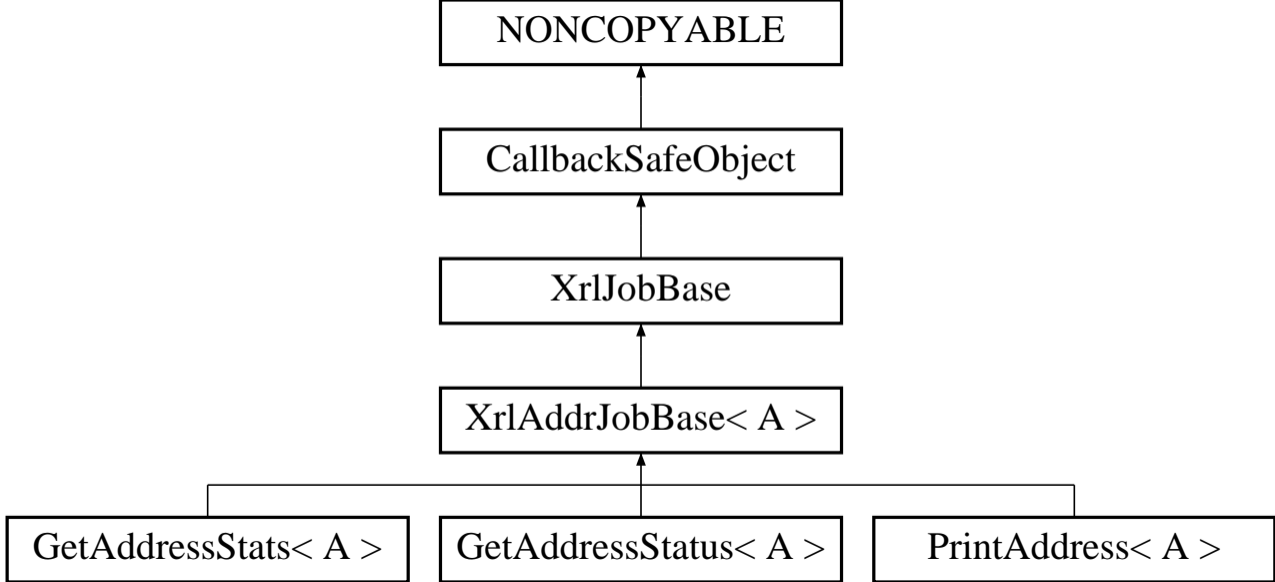 NONCOPYABLE
CallbackSafeObject
XrlJobBase
XrlAddrJobBase< A >
GetAddressStats< A >
GetAddressStatus< A >
PrintAddress< A >